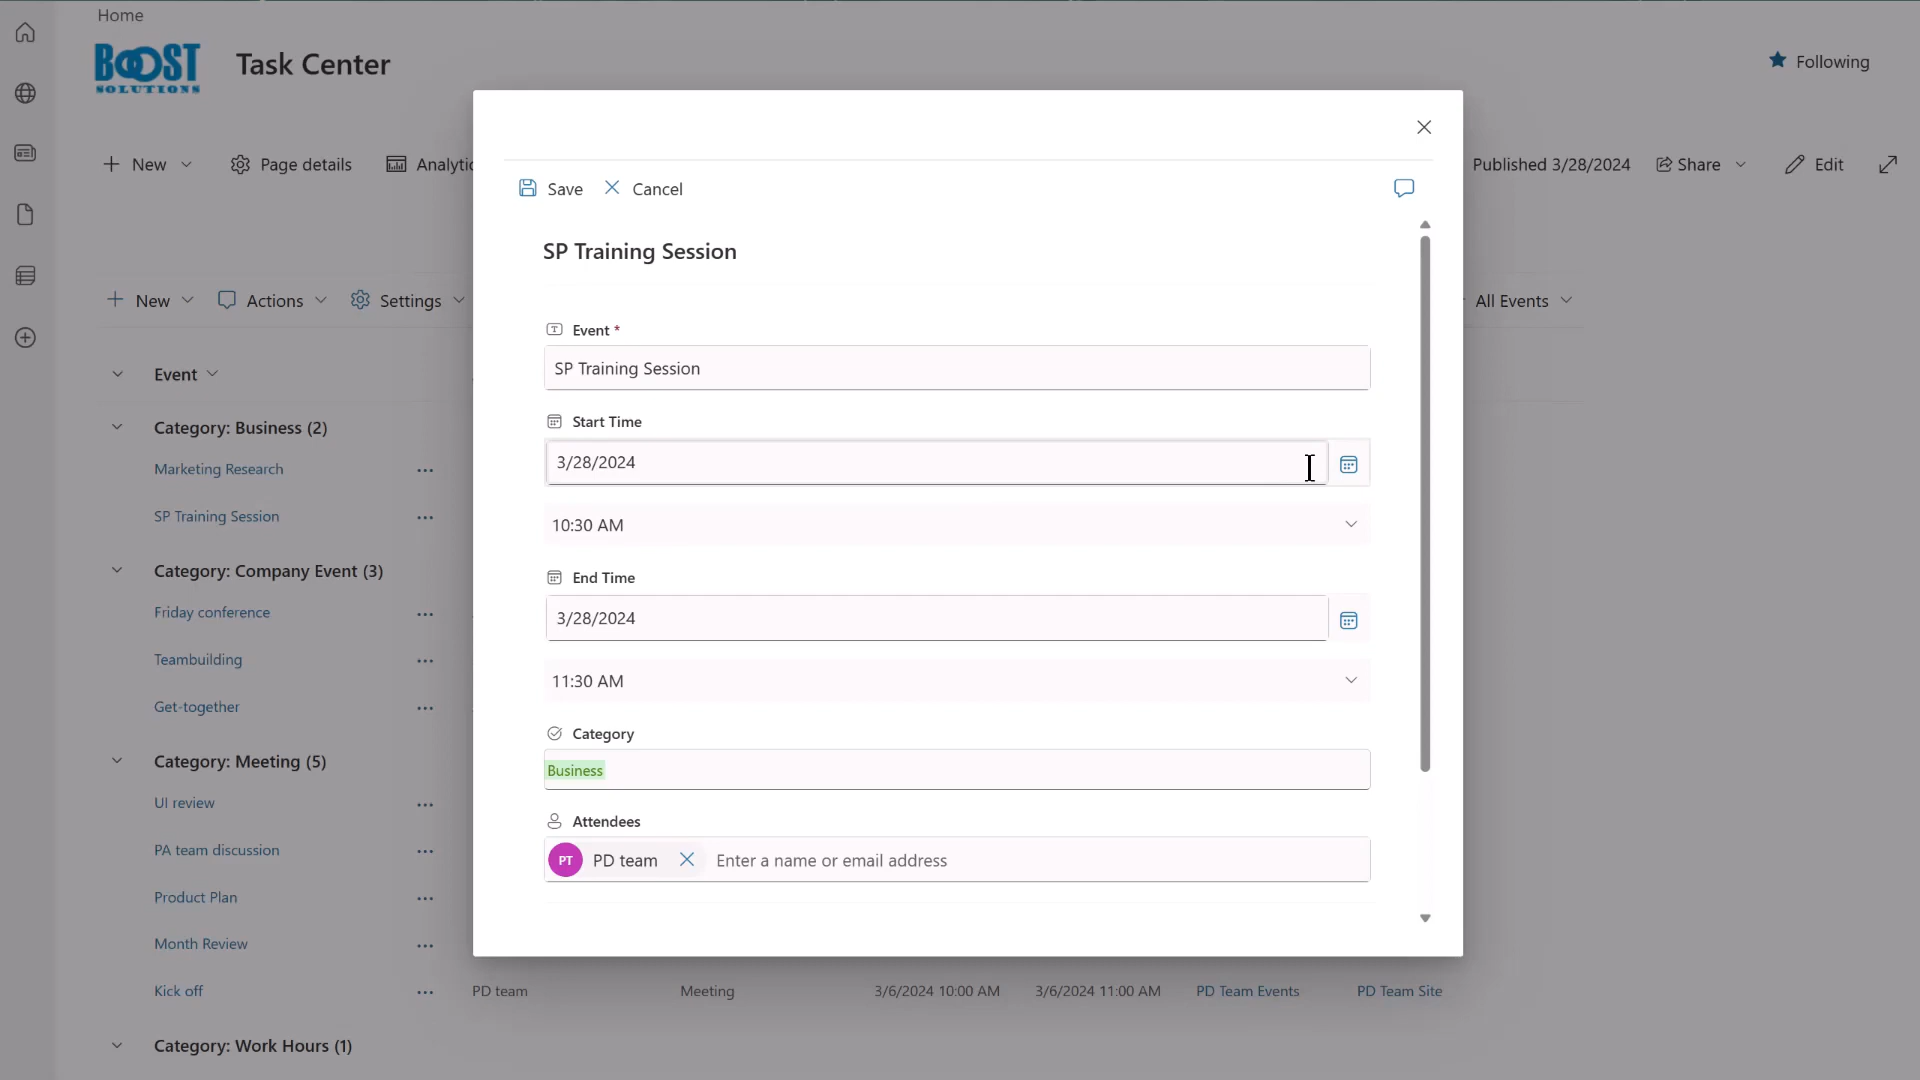 Home
BOOST
SOLUTIONS
Task Center
Following
New
Page details
Published 3/28/2024
Share
Edit
Save
Cancel
SP Training Session
New
Actions
Settings
All Events
Event *
SP Training Session
Event
Start Time
Category: Business (2)
Marketing Research
3/28/2024
SP Training Session
10:30 AM
Category: Company Event (3)
End Time
Friday conference
3/28/2024
Teambuilding
11:30 AM
Get-together
Category
Category: Meeting (5)
Business
UI review
Attendees
PA team discussion
PT PD team Enter a name or email address
Product Plan
Month Review
Kick off ... PD team Meeting 3/6/2024 10:00 AM 3/6/2024 11:00 AM PD Team Events PD Team Site
Category: Work Hours (1)